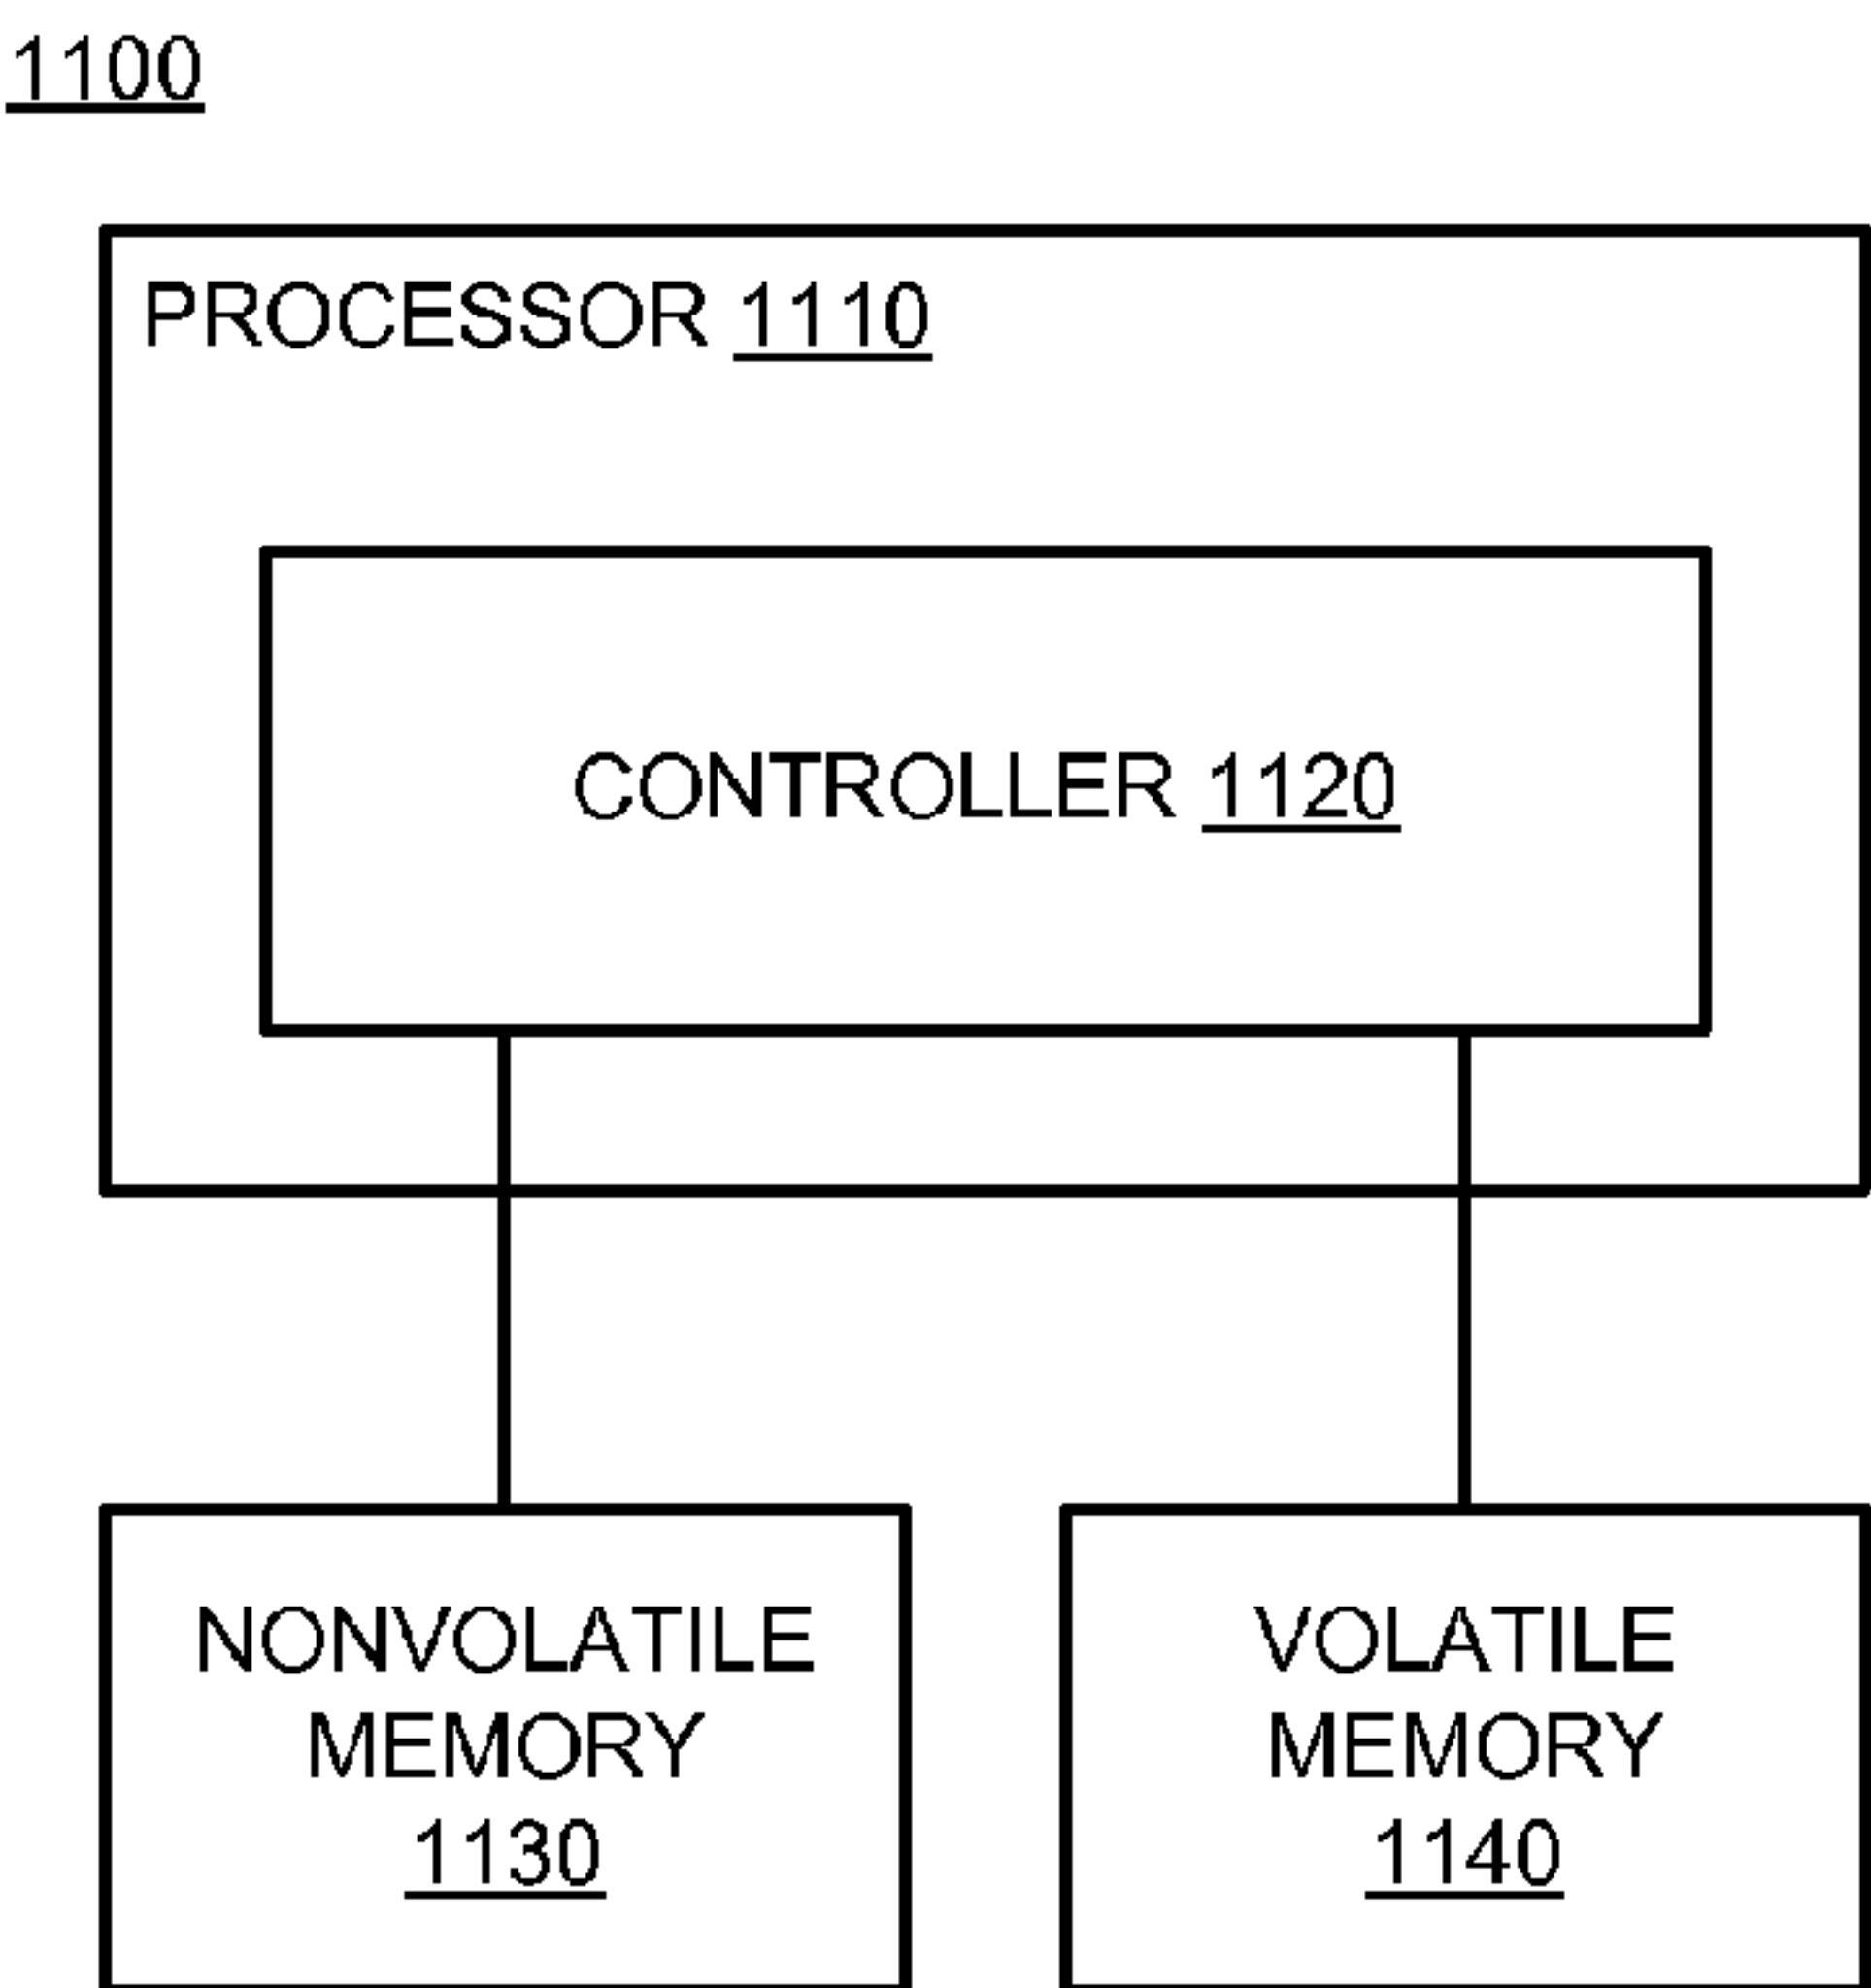 1100
PROCESSOR 1110
CONTROLLER 1120
NONVOLATILE
MEMORY
1130
VOLATILE
MEMORY
1140